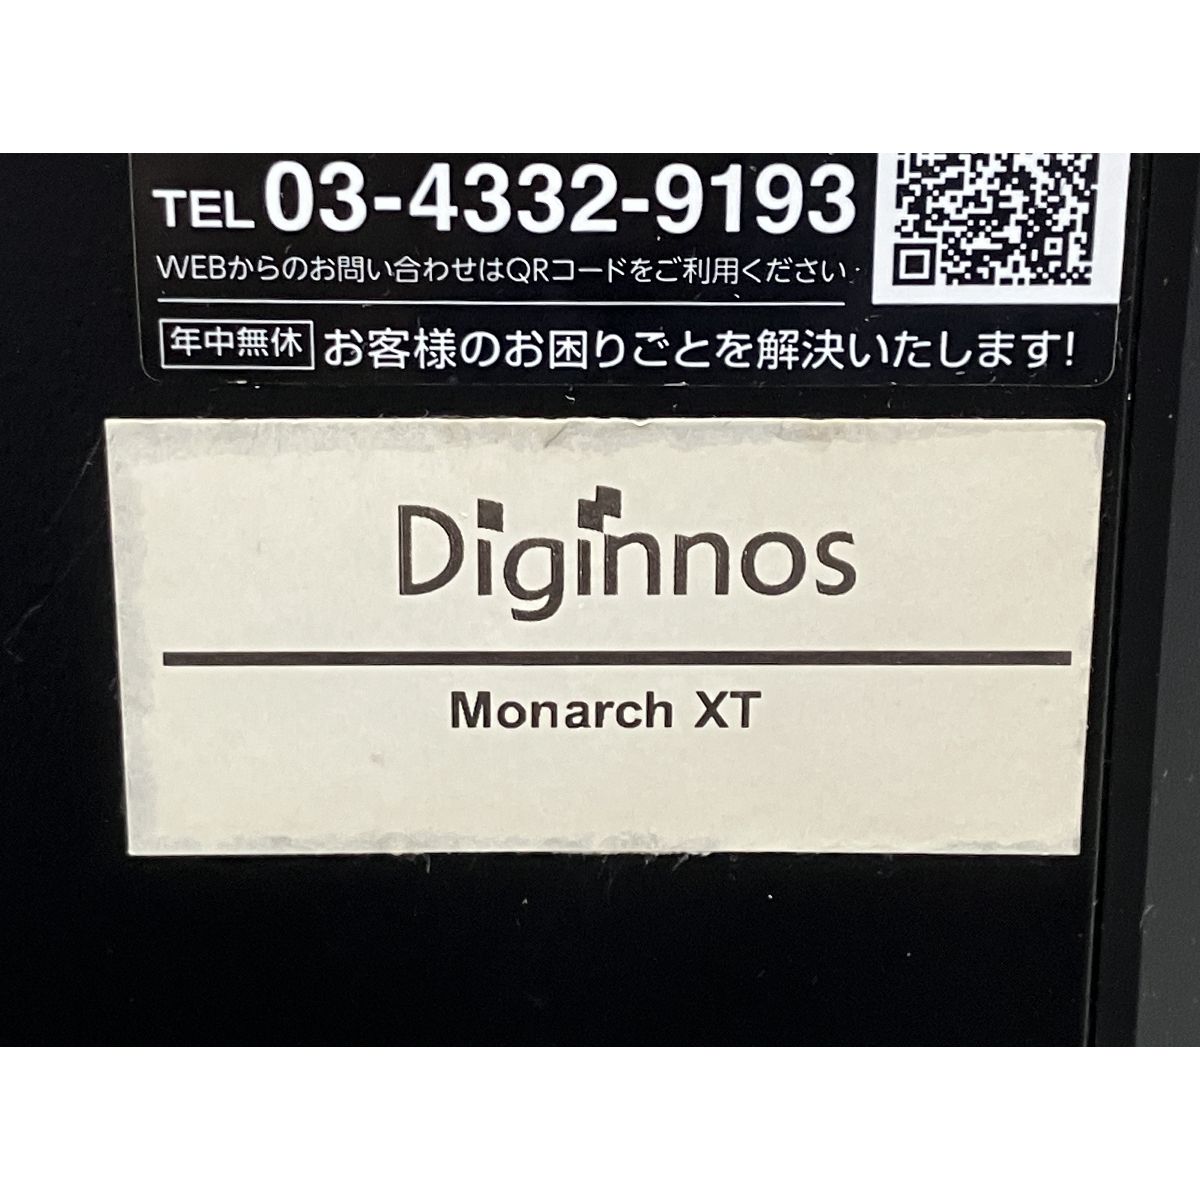 TEL 03-4332-9193
WEBからのお問い合わせはQRコードをご利用ください
年中無休 お客様のお困りごとを解決いたします!
Diginnos
Monarch XT